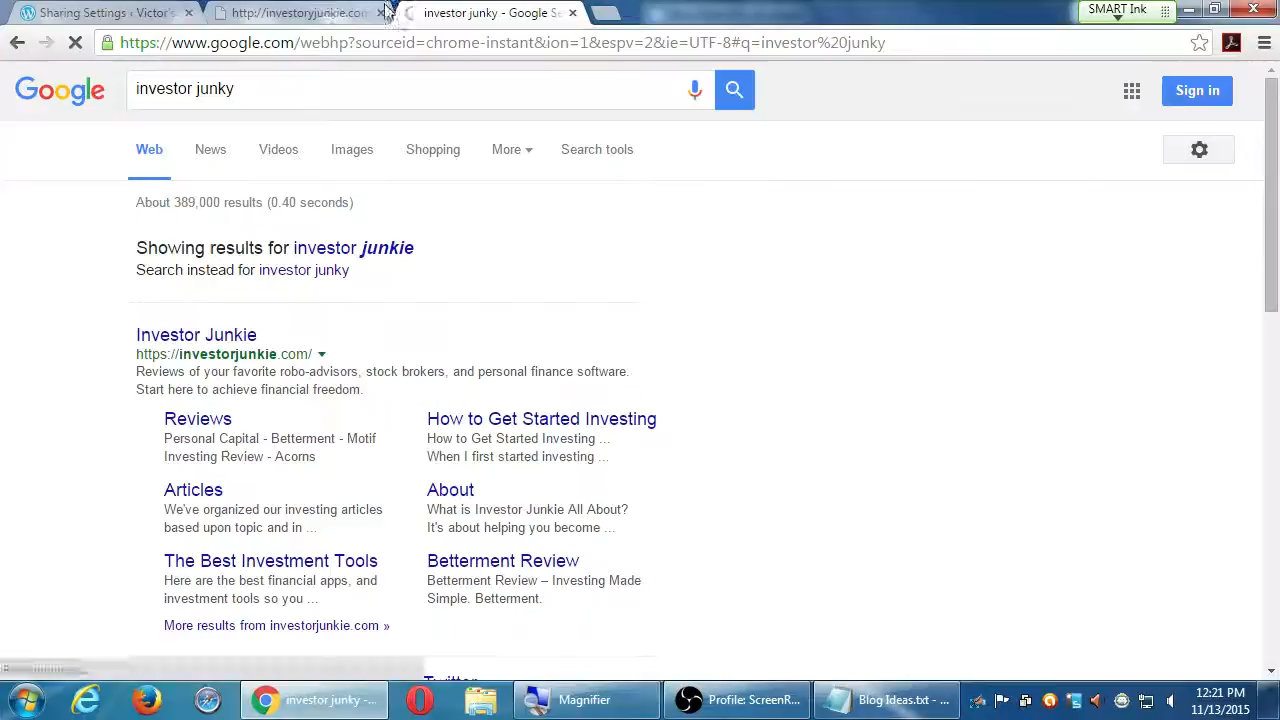 Sharing Settings ‹ Victor's
http://investoryjunkie.com
investor junky - Google Se
SMART Ink
https://www.google.com/webhp?sourceid=chrome-instant&ion=1&espv=2&ie=UTF-8#q=investor%20junky
Google
investor junky
Sign in
Web
News
Videos
Images
Shopping
More
Search tools
About 389,000 results (0.40 seconds)
Showing results for investor junkie
Search instead for investor junky
Investor Junkie
https://investorjunkie.com/
Reviews of your favorite robo-advisors, stock brokers, and personal finance software.
Start here to achieve financial freedom.
Reviews
Personal Capital - Betterment - Motif
Investing Review - Acorns
How to Get Started Investing
How to Get Started Investing ...
When I first started investing ...
Articles
We've organized our investing articles
based upon topic and in ...
About
What is Investor Junkie All About?
It's about helping you become ...
The Best Investment Tools
Here are the best financial apps, and
investment tools so you ...
Betterment Review
Betterment Review – Investing Made
Simple. Betterment.
More results from investorjunkie.com »
Twitter
investor junky -...
Magnifier
Profile: ScreenR...
Blog Ideas.txt - ...
12:21 PM
11/13/2015